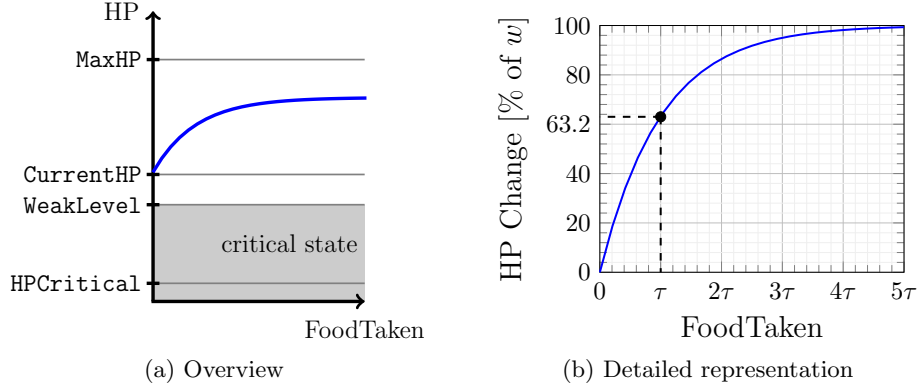 HP
MaxHP
CurrentHP
WeakLevel
critical state
HPCritical
FoodTaken
(a) Overview
HP Change [% of w]
100
80
63.2
60
40
20
0
0 τ 2τ 3τ 4τ 5τ
FoodTaken
(b) Detailed representation